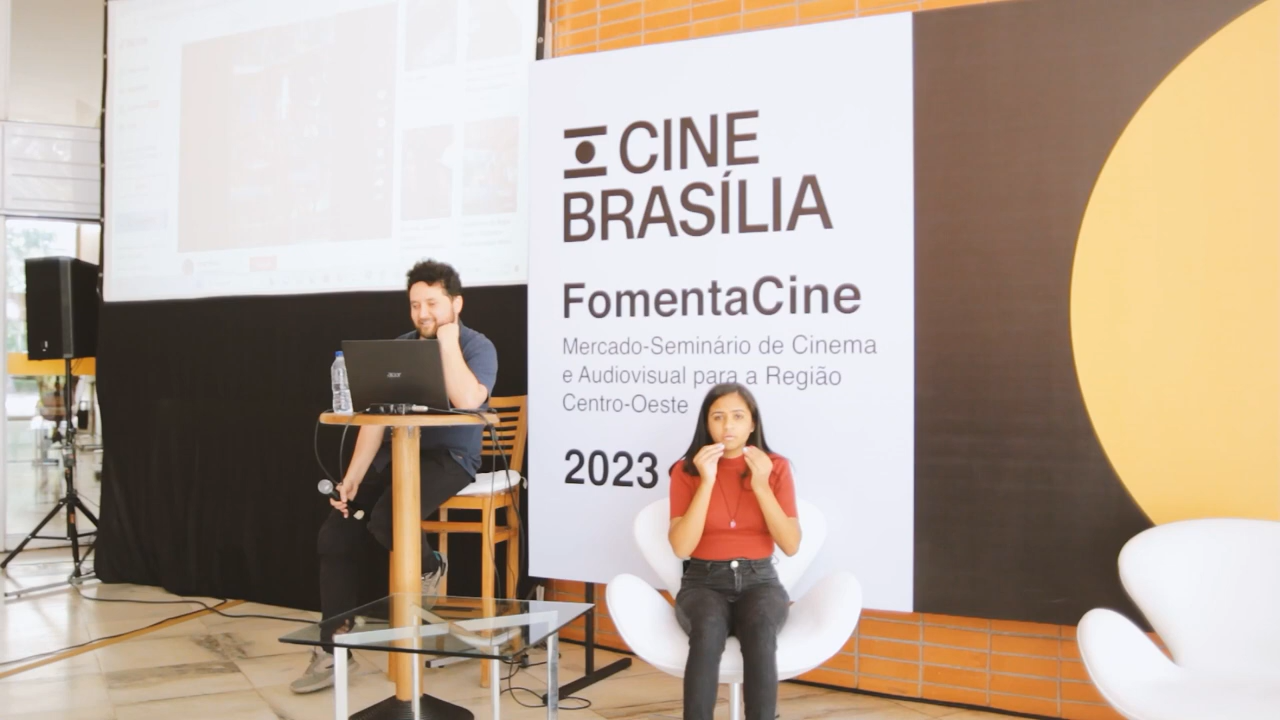 CINE
BRASÍLIA
FomentaCine
Mercado-Seminário de Cinema
e Audiovisual para a Região
Centro-Oeste
2023
acer